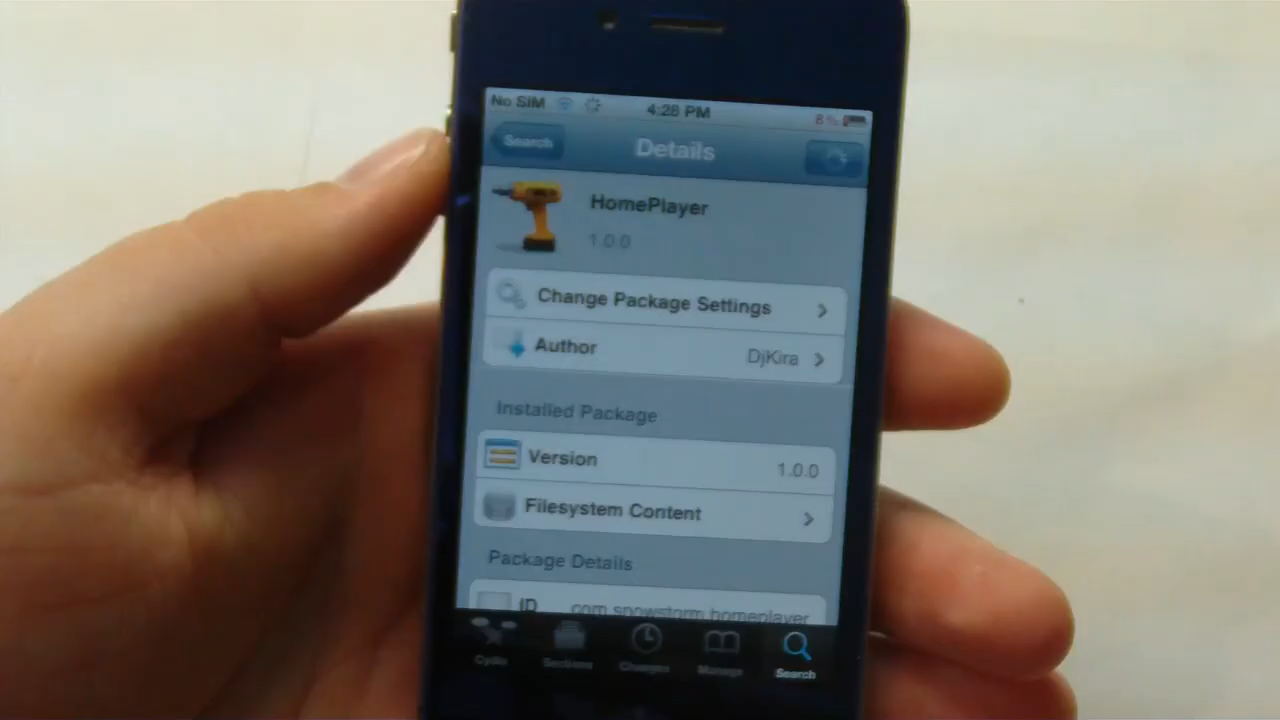 No SIM 4:28 PM 8%
Search Details
HomePlayer
1.0.0
Change Package Settings
Author DjKira
Installed Package
Version 1.0.0
Filesystem Content
Package Details
ID com.snowstorm.homeplayer
Cydia Sections Changes Manage Search